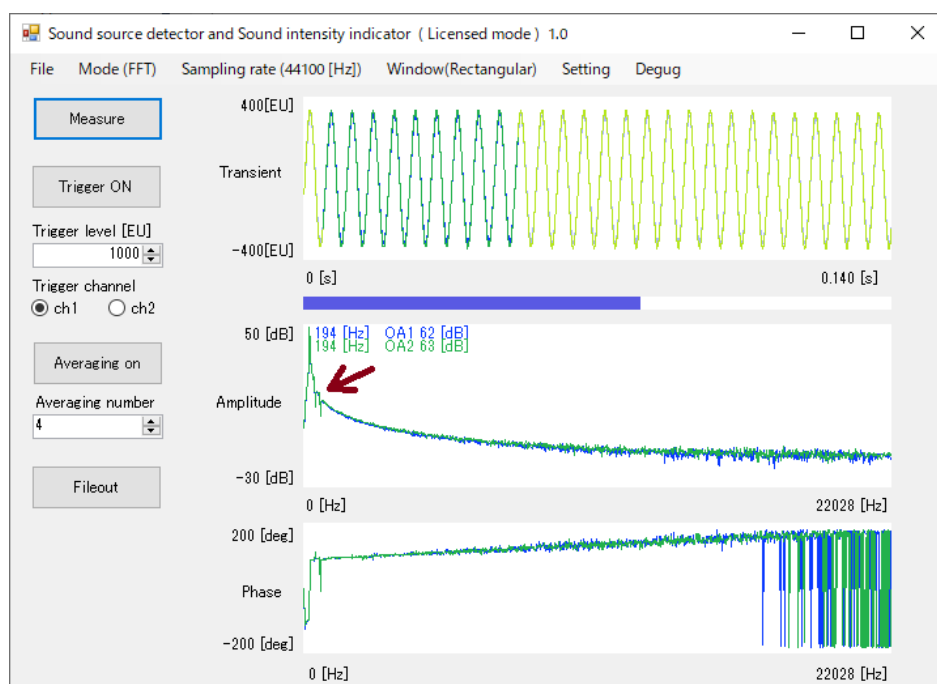 Sound source detector and Sound intensity indicator ( Licensed mode ) 1.0
File Mode (FFT) Sampling rate (44100 [Hz]) Window(Rectangular) Setting Degug
Measure
Trigger ON
Trigger level [EU]
1000
Trigger channel
ch1 ch2
Averaging on
Averaging number
4
Fileout
400[EU]
Transient
-400[EU]
0 [s] 0.140 [s]
50 [dB]
194 [Hz] OA1 62 [dB]
194 [Hz] OA2 63 [dB]
Amplitude
-30 [dB]
0 [Hz] 22028 [Hz]
200 [deg]
Phase
-200 [deg]
0 [Hz] 22028 [Hz]